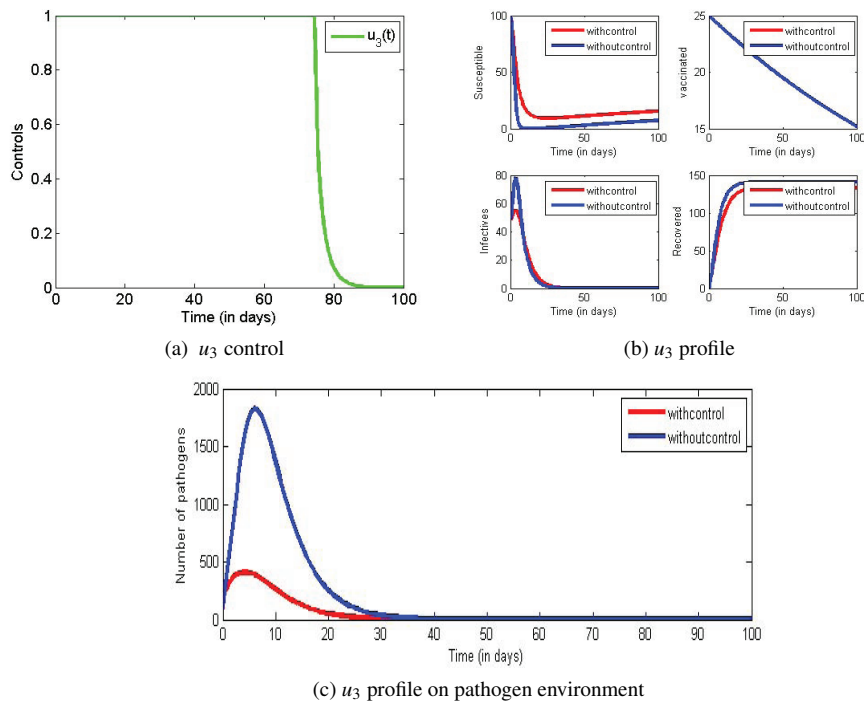 1
0.8
0.6
0.4
0.2
0
Controls
u_3(t)
0 20 40 60 80 100
Time (in days)
(a) u3 control
100
50
0
Susceptible
withcontrol
withoutcontrol
0 50 100
Time (in days)
25
20
15
vaccinated
withcontrol
withoutcontrol
0 50 100
Time (in days)
80
60
40
20
0
Infectives
withcontrol
withoutcontrol
0 50 100
Time (in days)
150
100
50
0
Recovered
withcontrol
withoutcontrol
0 50 100
Time (in days)
(b) u3 profile
2000
1500
1000
500
0
Number of pathogens
withcontrol
withoutcontrol
0 10 20 30 40 50 60 70 80 90 100
Time (in days)
(c) u3 profile on pathogen environment